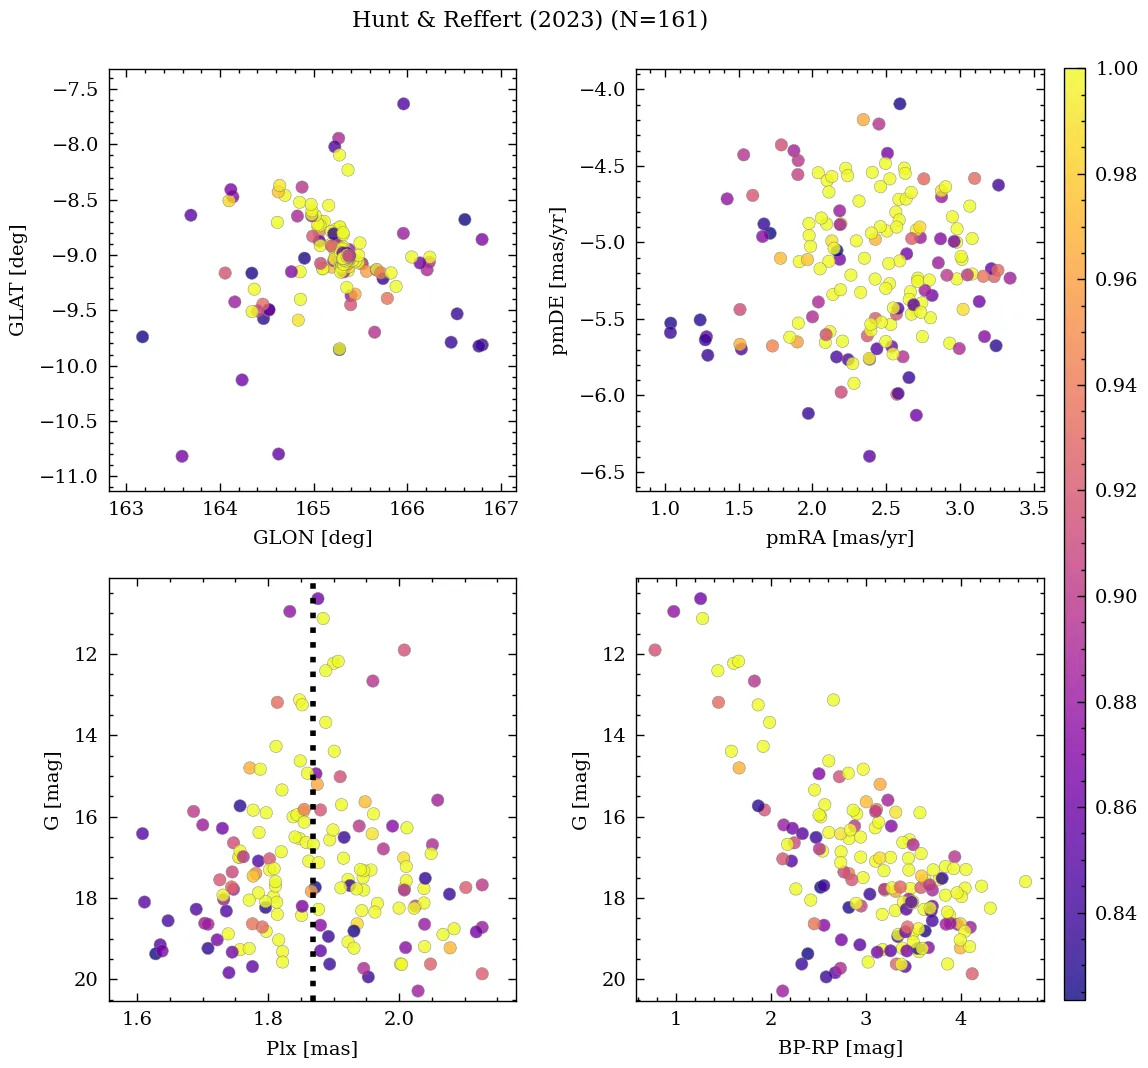 Hunt & Reffert (2023) (N=161)
−7.5
−8.0
−8.5
−9.0
−9.5
−10.0
−10.5
−11.0
GLAT [deg]
163 164 165 166 167
GLON [deg]
−4.0
−4.5
−5.0
−5.5
−6.0
−6.5
pmDE [mas/yr]
1.0 1.5 2.0 2.5 3.0 3.5
pmRA [mas/yr]
12
14
16
18
20
G [mag]
1.6 1.8 2.0
Plx [mas]
12
14
16
18
20
G [mag]
1 2 3 4
BP-RP [mag]
1.00
0.98
0.96
0.94
0.92
0.90
0.88
0.86
0.84